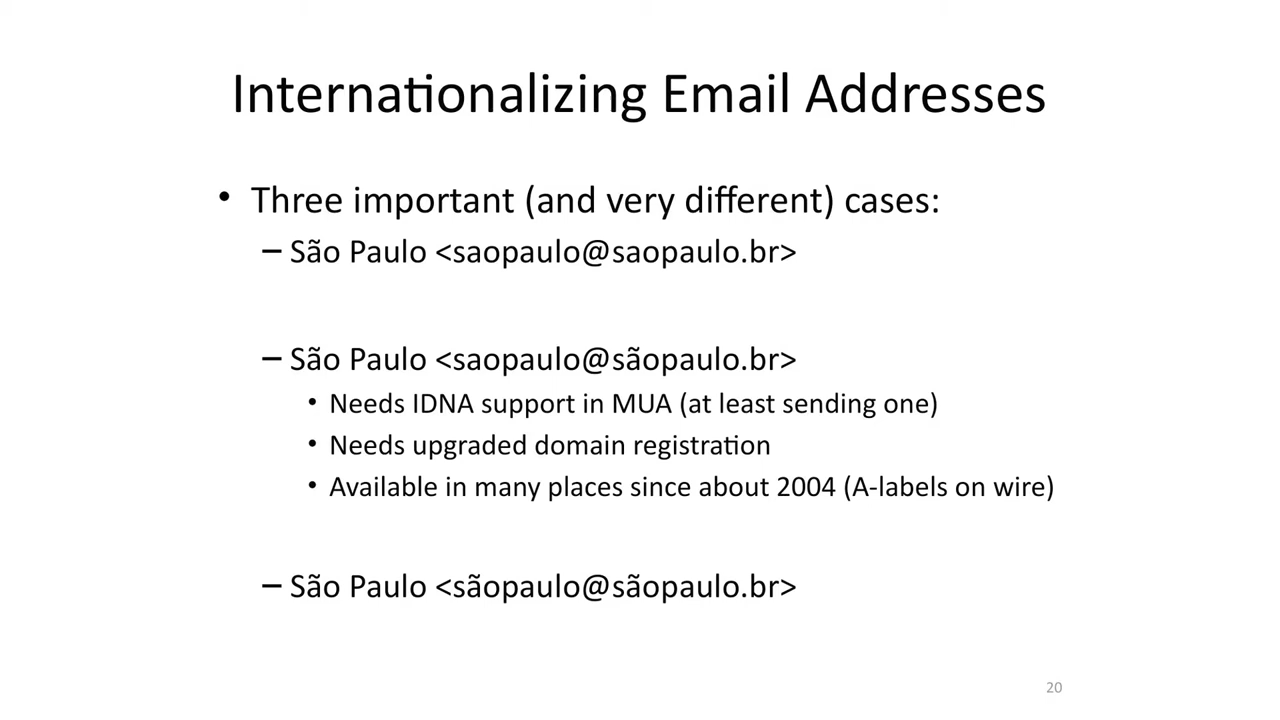 Internationalizing Email Addresses
• Three important (and very different) cases:
– São Paulo <saopaulo@saopaulo.br>
– São Paulo <saopaulo@sãopaulo.br>
• Needs IDNA support in MUA (at least sending one)
• Needs upgraded domain registration
• Available in many places since about 2004 (A-labels on wire)
– São Paulo <sãopaulo@sãopaulo.br>
20